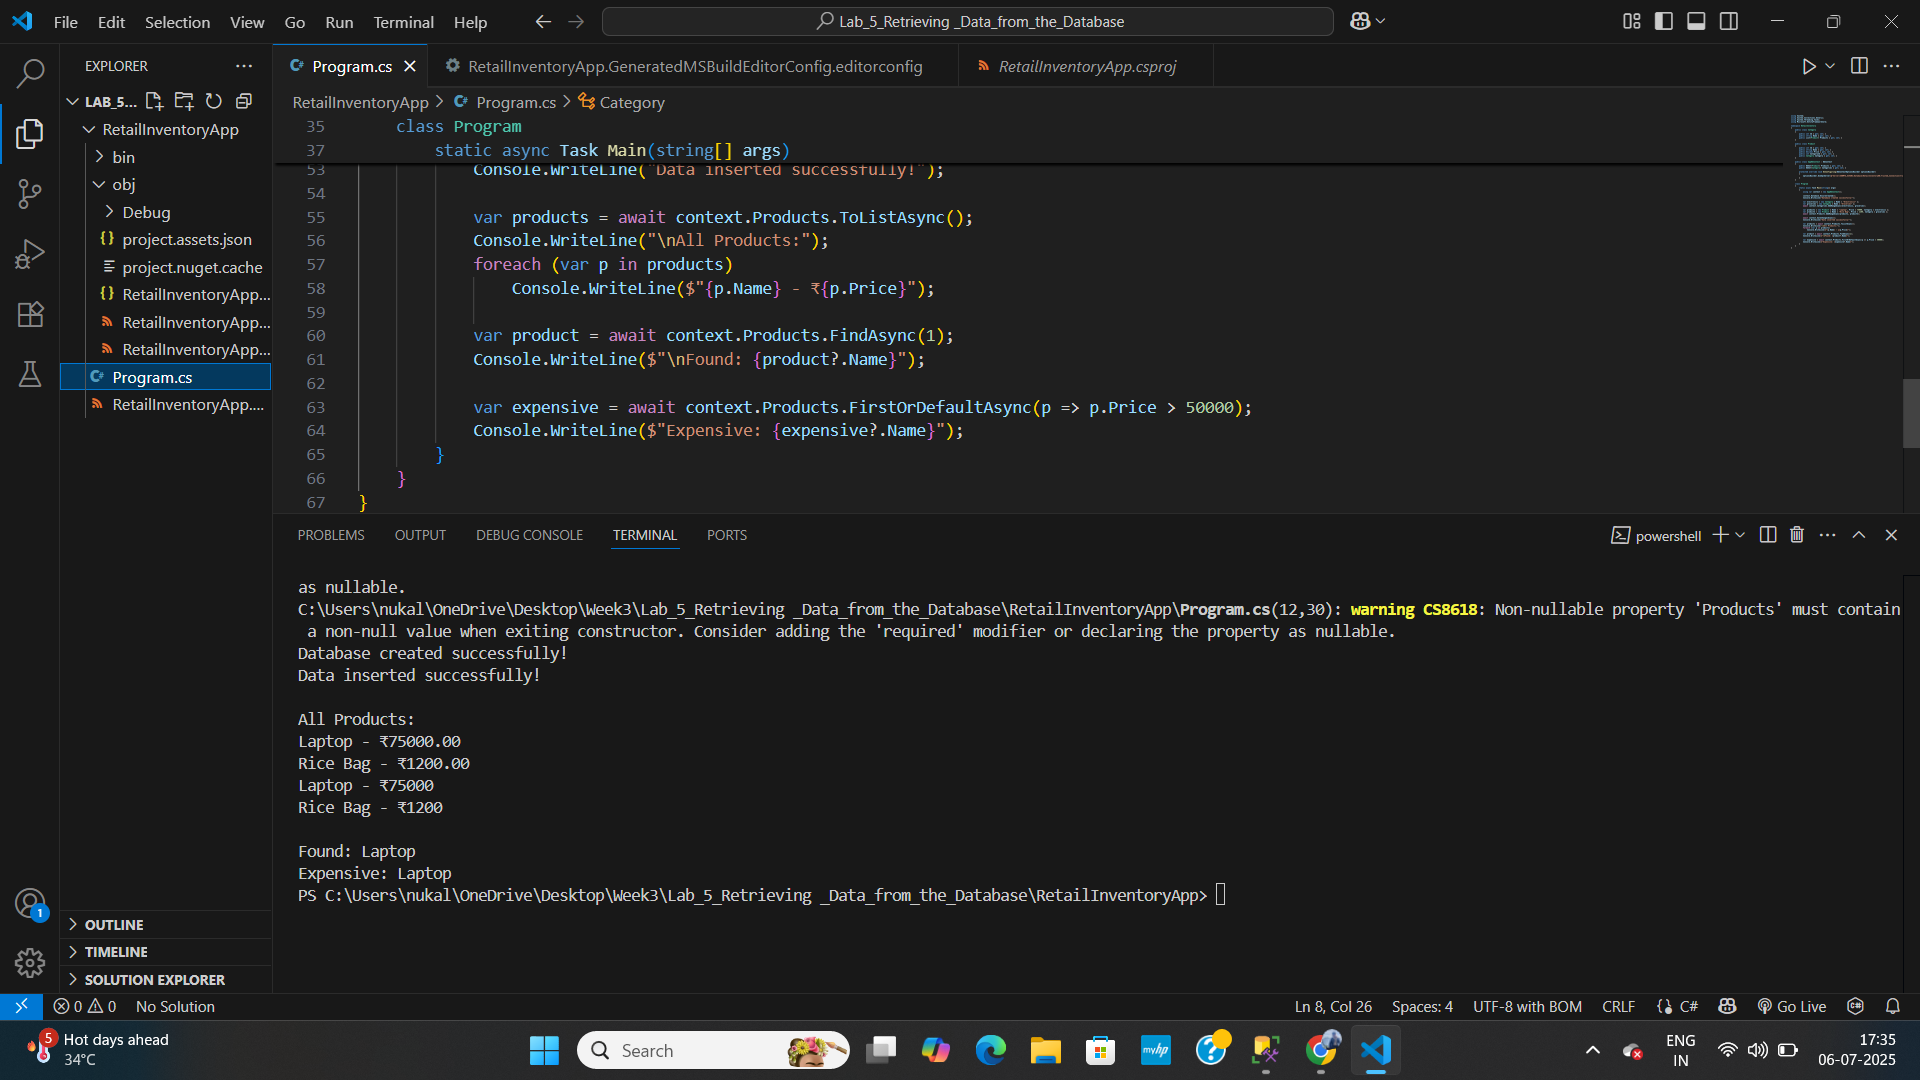 File Edit Selection View Go Run Terminal Help
Lab_5_Retrieving _Data_from_the_Database
EXPLORER
LAB_5...
RetailInventoryApp
bin
obj
Debug
project.assets.json
project.nuget.cache
RetailInventoryApp...
RetailInventoryApp...
RetailInventoryApp...
Program.cs
RetailInventoryApp....
OUTLINE
TIMELINE
SOLUTION EXPLORER
Program.cs
RetailInventoryApp.GeneratedMSBuildEditorConfig.editorconfig
RetailInventoryApp.csproj
RetailInventoryApp > Program.cs > Category
35 class Program
37 static async Task Main(string[] args)
53 Console.WriteLine("Data inserted successfully!");
54
55 var products = await context.Products.ToListAsync();
56 Console.WriteLine("\nAll Products:");
57 foreach (var p in products)
58 Console.WriteLine($"{p.Name} - ₹{p.Price}");
59
60 var product = await context.Products.FindAsync(1);
61 Console.WriteLine($"\nFound: {product?.Name}");
62
63 var expensive = await context.Products.FirstOrDefaultAsync(p => p.Price > 50000);
64 Console.WriteLine($"Expensive: {expensive?.Name}");
65 }
66 }
67 }
PROBLEMS OUTPUT DEBUG CONSOLE TERMINAL PORTS
powershell
as nullable.
C:\Users\nukal\OneDrive\Desktop\Week3\Lab_5_Retrieving _Data_from_the_Database\RetailInventoryApp\Program.cs(12,30): warning CS8618: Non-nullable property 'Products' must contain
a non-null value when exiting constructor. Consider adding the 'required' modifier or declaring the property as nullable.
Database created successfully!
Data inserted successfully!
All Products:
Laptop - ₹75000.00
Rice Bag - ₹1200.00
Laptop - ₹75000
Rice Bag - ₹1200
Found: Laptop
Expensive: Laptop
PS C:\Users\nukal\OneDrive\Desktop\Week3\Lab_5_Retrieving _Data_from_the_Database\RetailInventoryApp>
1
0 0 No Solution
Ln 8, Col 26 Spaces: 4 UTF-8 with BOM CRLF C# Go Live
5
Hot days ahead
34°C
Search
myhp
ENG
IN
17:35
06-07-2025